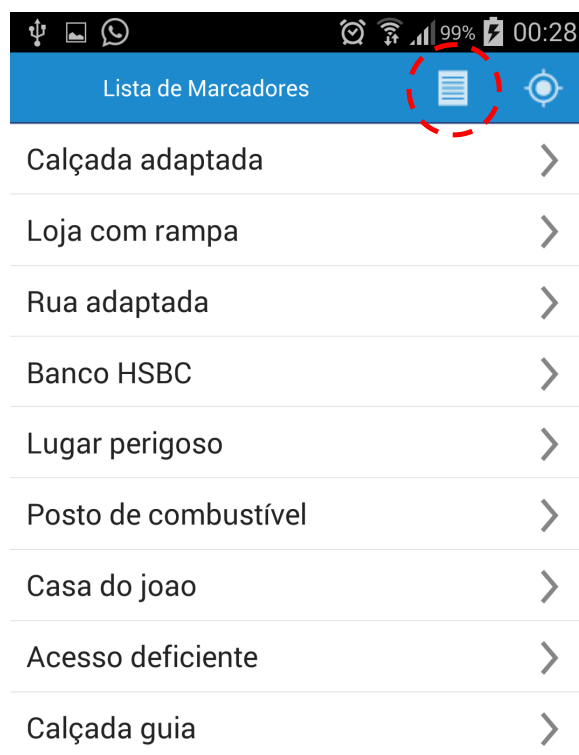 99% 00:28
Lista de Marcadores
Calçada adaptada
Loja com rampa
Rua adaptada
Banco HSBC
Lugar perigoso
Posto de combustível
Casa do joao
Acesso deficiente
Calçada guia